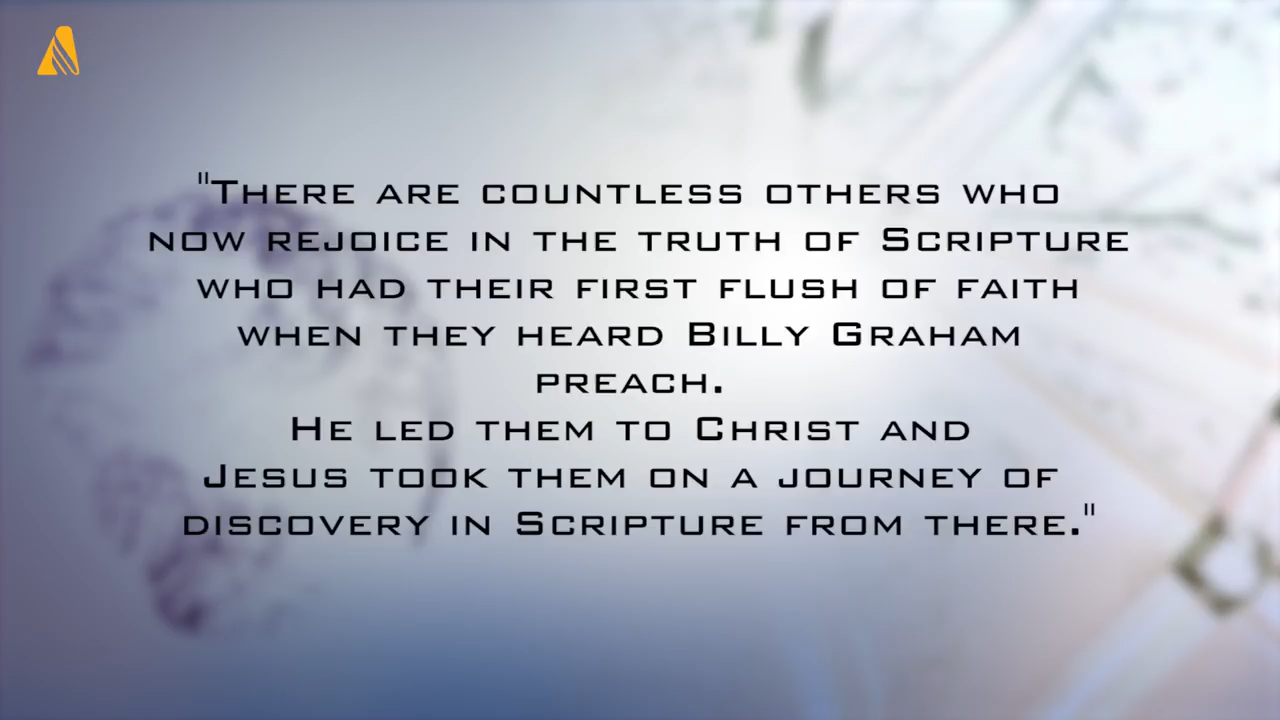 "There are countless others who
now rejoice in the truth of Scripture
who had their first flush of faith
when they heard Billy Graham
preach.
He led them to Christ and
Jesus took them on a journey of
discovery in Scripture from there."